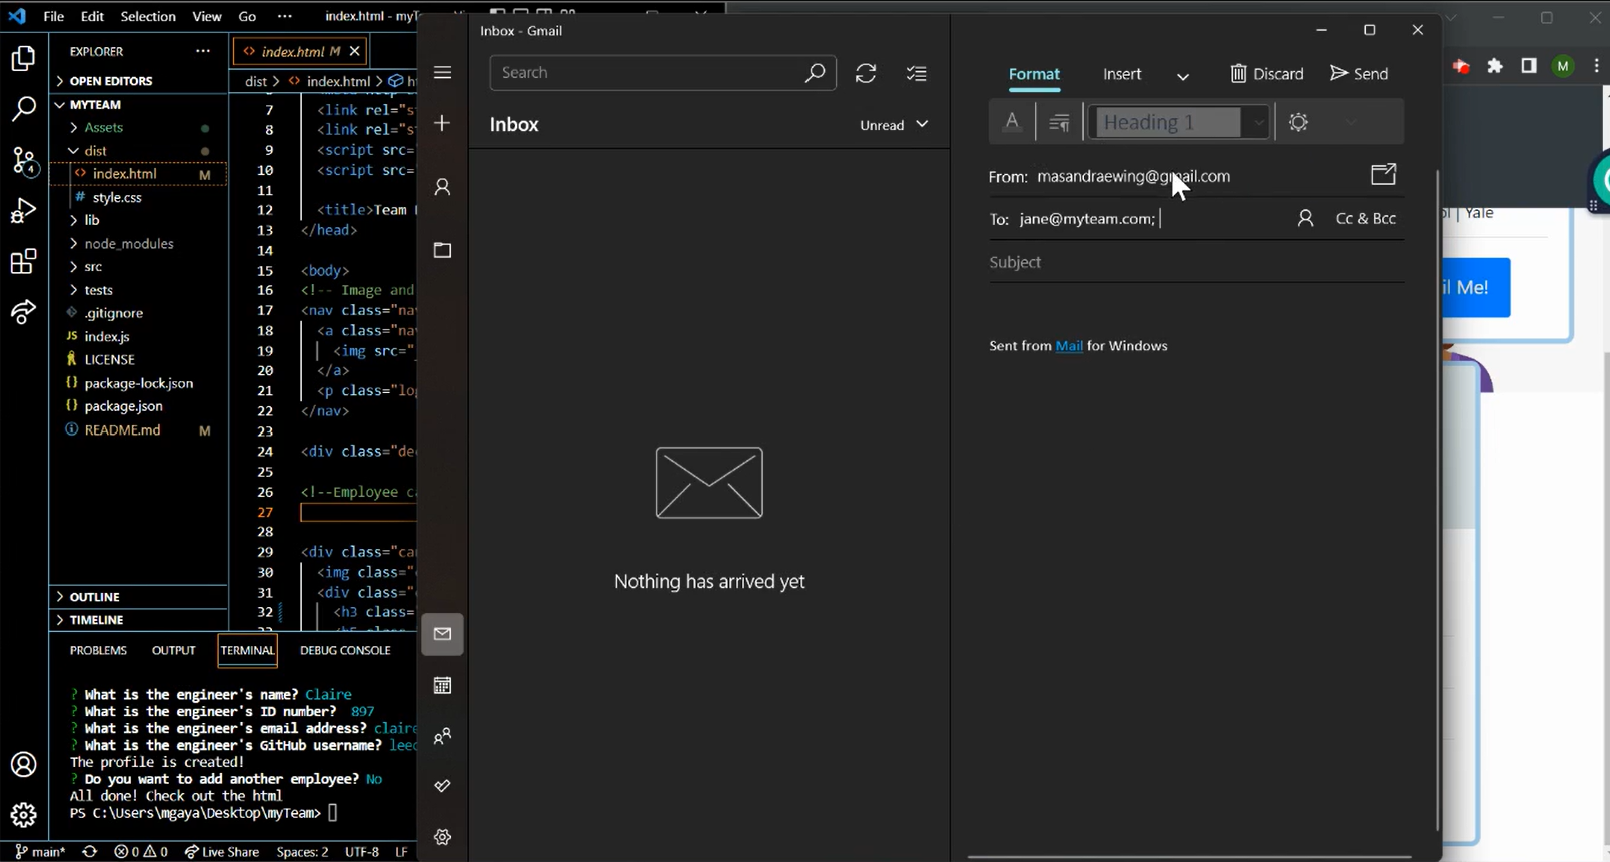 File Edit Selection View Go ··· index.html - myT
EXPLORER ···
> OPEN EDITORS
MYTEAM
> Assets
dist
<> index.html M
# style.css
> lib
> node_modules
> src
> tests
.gitignore
JS index.js
LICENSE
{} package-lock.json
{} package.json
README.md M
> OUTLINE
> TIMELINE
4
<> index.html M ×
dist > <> index.html >
7 <link rel="s
8 <link rel="s
9 <script src=
10 <script src=
11
12 <title>Team
13 </head>
14
15 <body>
16 <!-- Image and
17 <nav class="nav
18 <a class="nav
19 <img src="
20 </a>
21 <p class="log
22 </nav>
23
24 <div class="de
25
26 <!--Employee ca
27
28
29 <div class="car
30 <img class="
31 <div class="
32 <h3 class=
PROBLEMS OUTPUT TERMINAL DEBUG CONSOLE
? What is the engineer's name? Claire
? What is the engineer's ID number? 897
? What is the engineer's email address? claire
? What is the engineer's GitHub username? lee
The profile is created!
? Do you want to add another employee? No
All done! Check out the html
PS C:\Users\mgaya\Desktop\myTeam>
main* 0 0 Live Share Spaces: 2 UTF-8 LF
Inbox - Gmail
Search
Inbox
Unread
Nothing has arrived yet
Format Insert Discard Send
A Heading 1
From: masandraewing@gmail.com
To: jane@myteam.com;
Cc & Bcc
Subject
Sent from Mail for Windows
M
| Yale
il Me!